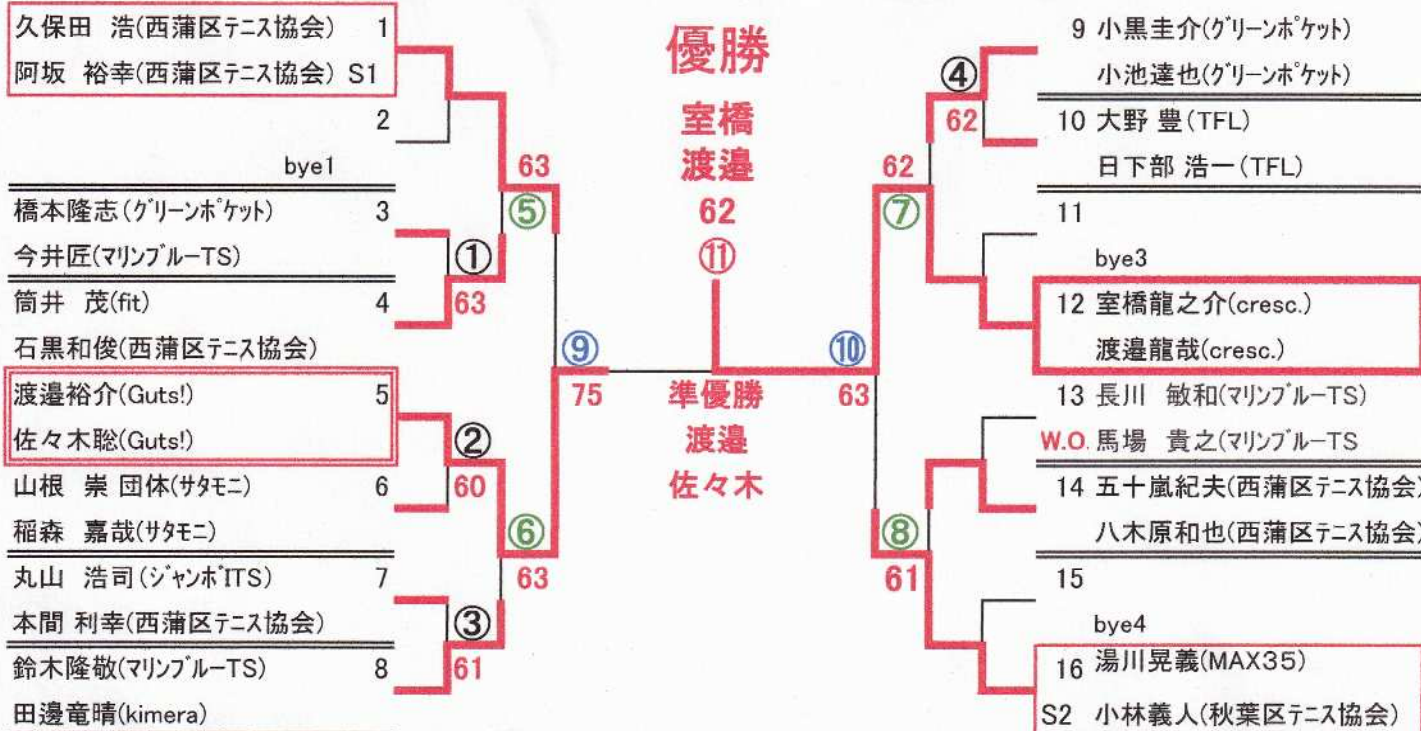 久保田 浩(西蒲区テニス協会) 1
阿坂 裕幸(西蒲区テニス協会) S1
2
bye1
橋本隆志(グリーンポケット) 3
今井匠(マリンブルーTS)
筒井 茂(fit) 4
石黒和俊(西蒲区テニス協会)
渡邉裕介(Guts!) 5
佐々木聡(Guts!)
山根 崇 団体(サタモニ) 6
稲森 嘉哉(サタモニ)
丸山 浩司(ジャンボITS) 7
本間 利幸(西蒲区テニス協会)
鈴木隆敬(マリンブルーTS) 8
田邊竜晴(kimera)
①
63
②
60
③
61
63
⑤
⑥
63
⑨
75
優勝
室橋
渡邉
62
⑪
準優勝
渡邉
佐々木
⑩
63
62
⑦
⑧
61
④
62
9 小黒圭介(グリーンポケット)
小池達也(グリーンポケット)
10 大野 豊(TFL)
日下部 浩一(TFL)
11
bye3
12 室橋龍之介(cresc.)
渡邉龍哉(cresc.)
13 長川 敏和(マリンブルーTS)
W.O. 馬場 貴之(マリンブルーTS
14 五十嵐紀夫(西蒲区テニス協会)
八木原和也(西蒲区テニス協会)
15
bye4
16 湯川晃義(MAX35)
S2 小林義人(秋葉区テニス協会)